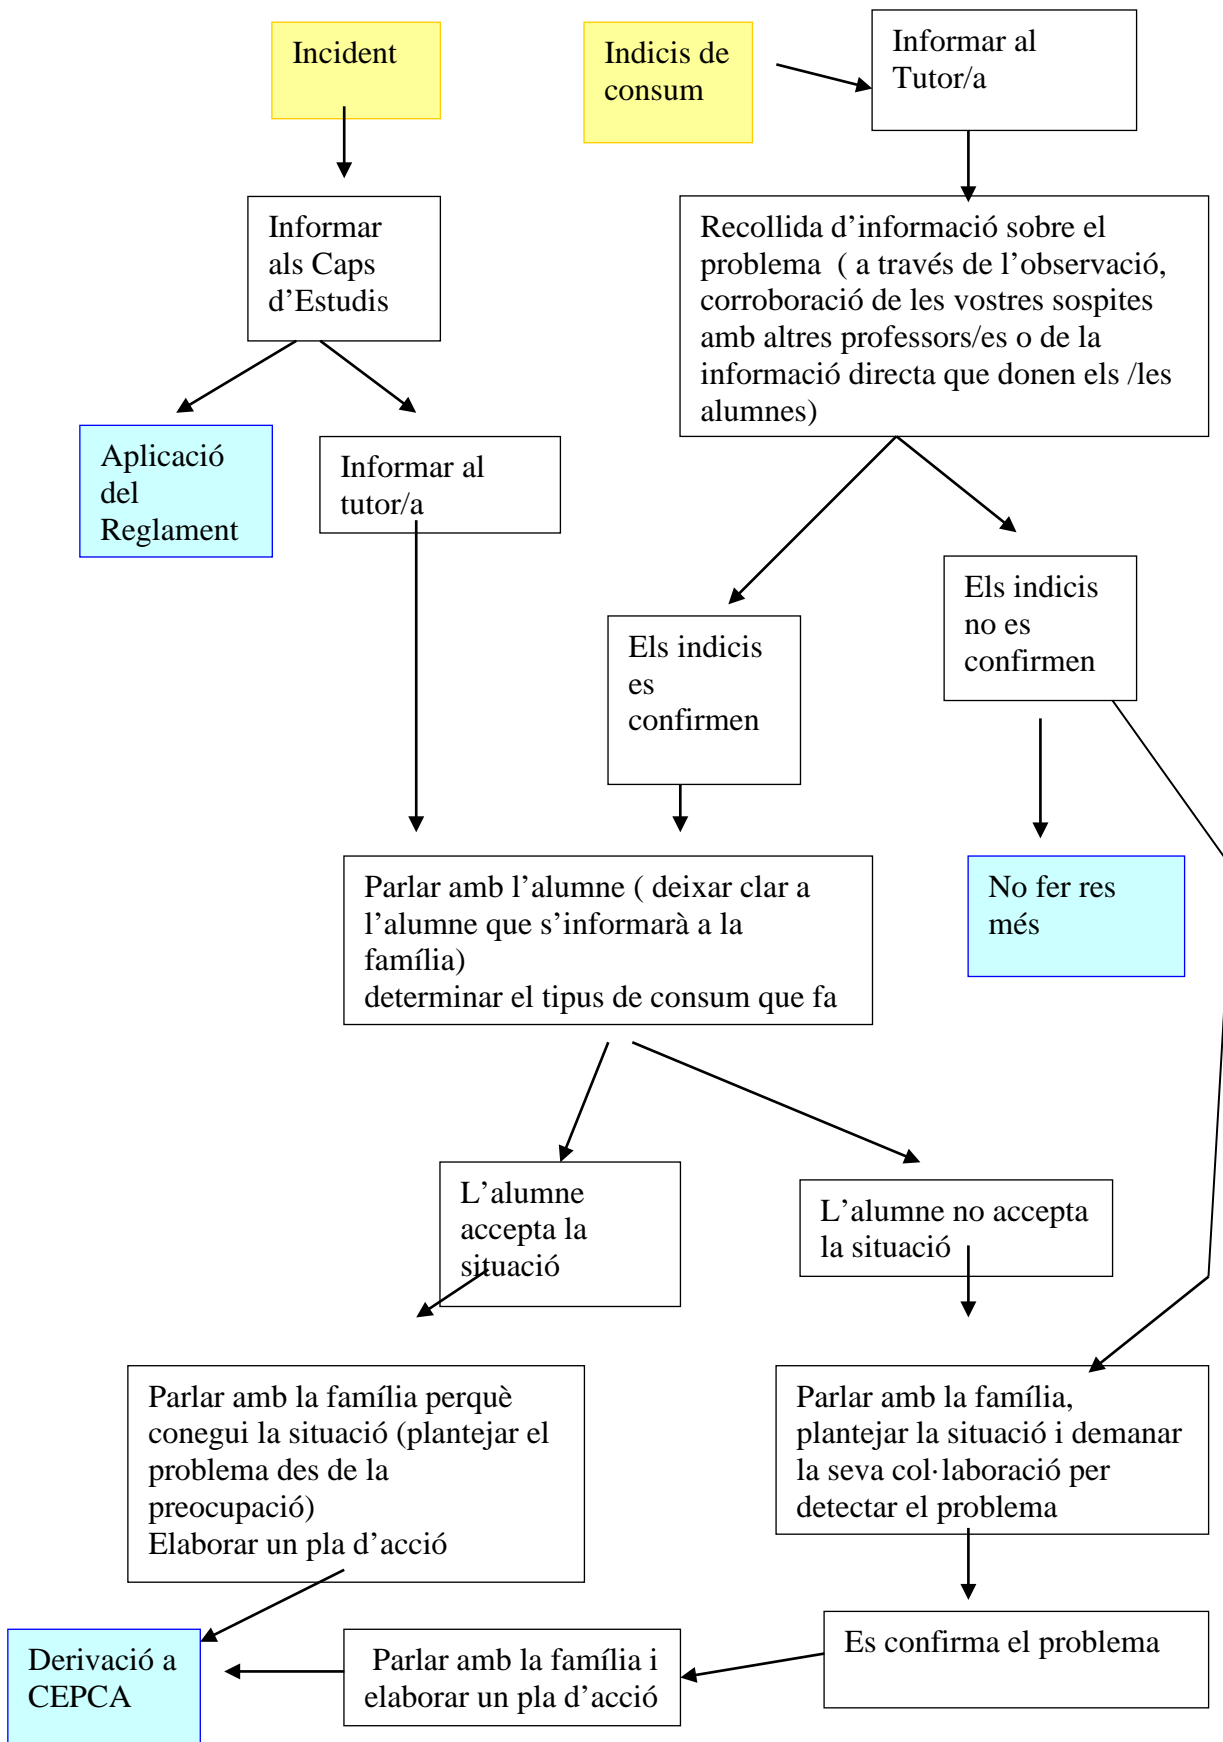 Incident
Indicis de
consum
Informar al
Tutor/a
Informar
als Caps
d’Estudis
Recollida d’informació sobre el
problema  ( a través de l’observació,
corroboració de les vostres sospites
amb altres professors/es o de la
informació directa que donen els /les
alumnes)
Aplicació
del
Reglament
Informar al
tutor/a
Els indicis
es
confirmen
Els indicis
no es
confirmen
Parlar amb l’alumne ( deixar clar a
l’alumne que s’informarà a la
família)
determinar el tipus de consum que fa
No fer res
més
L’alumne
accepta la
situació
L’alumne no accepta
la situació
Parlar amb la família perquè
conegui la situació (plantejar el
problema des de la
preocupació)
Elaborar un pla d’acció
Parlar amb la família,
plantejar la situació i demanar
la seva col·laboració per
detectar el problema
Derivació a
CEPCA
Parlar amb la família i
elaborar un pla d’acció
Es confirma el problema